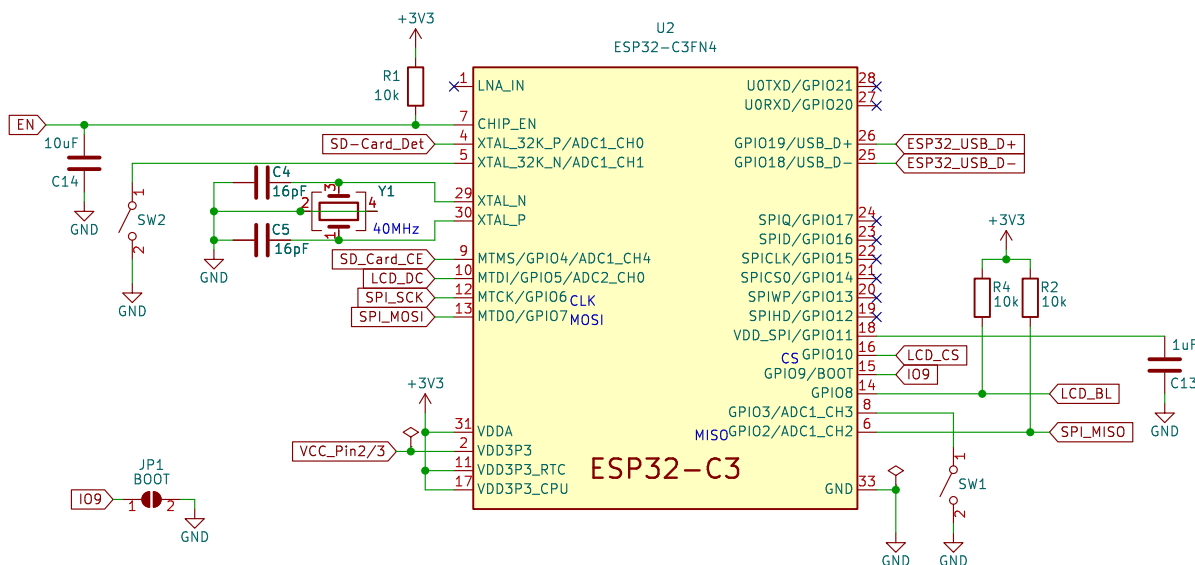 +3V3
U2
ESP32-C3FN4
R1
10k
1
LNA_IN
U0TXD/GPIO21
28
U0RXD/GPIO20
27
EN
7
CHIP_EN
10uF
C14
GND
SD-Card_Det
4
XTAL_32K_P/ADC1_CH0
GPIO19/USB_D+
26
ESP32_USB_D+
5
XTAL_32K_N/ADC1_CH1
GPIO18/USB_D-
25
ESP32_USB_D-
1
SW2
2
GND
C4
16pF
3
Y1
2
4
1
40MHz
C5
16pF
GND
29
XTAL_N
30
XTAL_P
SPIQ/GPIO17
24
SPID/GPIO16
23
SPICLK/GPIO15
22
SPICS0/GPIO14
21
SPIWP/GPIO13
20
SPIHD/GPIO12
19
VDD_SPI/GPIO11
18
SD_Card_CE
9
MTMS/GPIO4/ADC1_CH4
LCD_DC
10
MTDI/GPIO5/ADC2_CH0
SPI_SCK
12
MTCK/GPIO6
CLK
SPI_MOSI
13
MTDO/GPIO7
MOSI
+3V3
R4
10k
R2
10k
1uF
C13
GND
CS
GPIO10
16
LCD_CS
GPIO9/BOOT
15
IO9
GPIO8
14
LCD_BL
GPIO3/ADC1_CH3
8
MISO
GPIO2/ADC1_CH2
6
SPI_MISO
+3V3
31
VDDA
VCC_Pin2/3
2
VDD3P3
11
VDD3P3_RTC
17
VDD3P3_CPU
ESP32-C3
GND
33
GND
1
SW1
2
GND
JP1
BOOT
IO9
1
2
GND